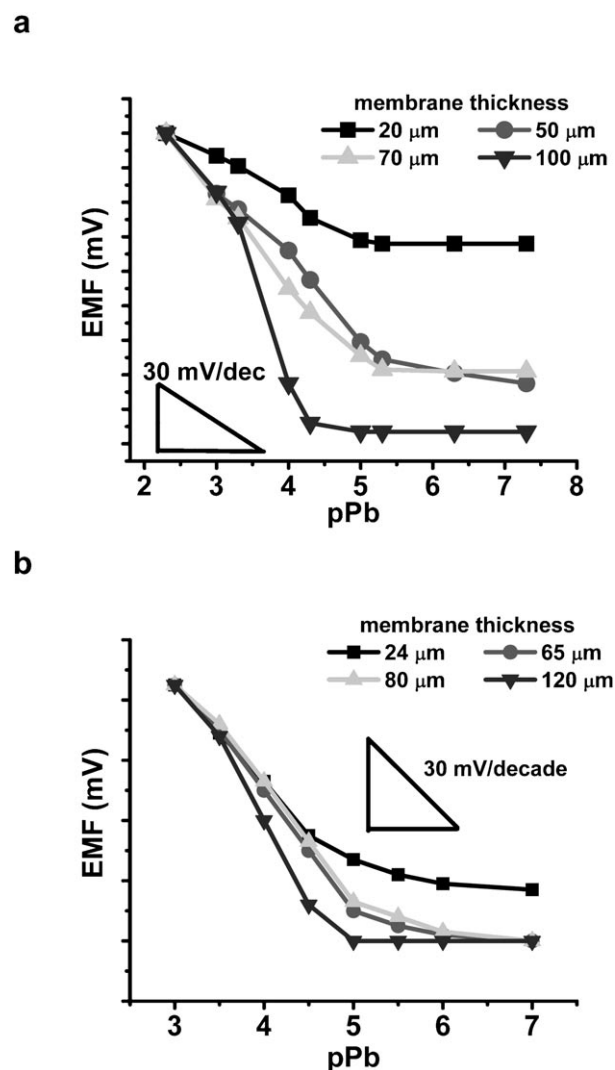 a
membrane thickness
20 μm 50 μm
70 μm 100 μm
EMF (mV)
30 mV/dec
2 3 4 5 6 7 8
pPb
b
membrane thickness
24 μm 65 μm
80 μm 120 μm
EMF (mV)
30 mV/decade
3 4 5 6 7
pPb